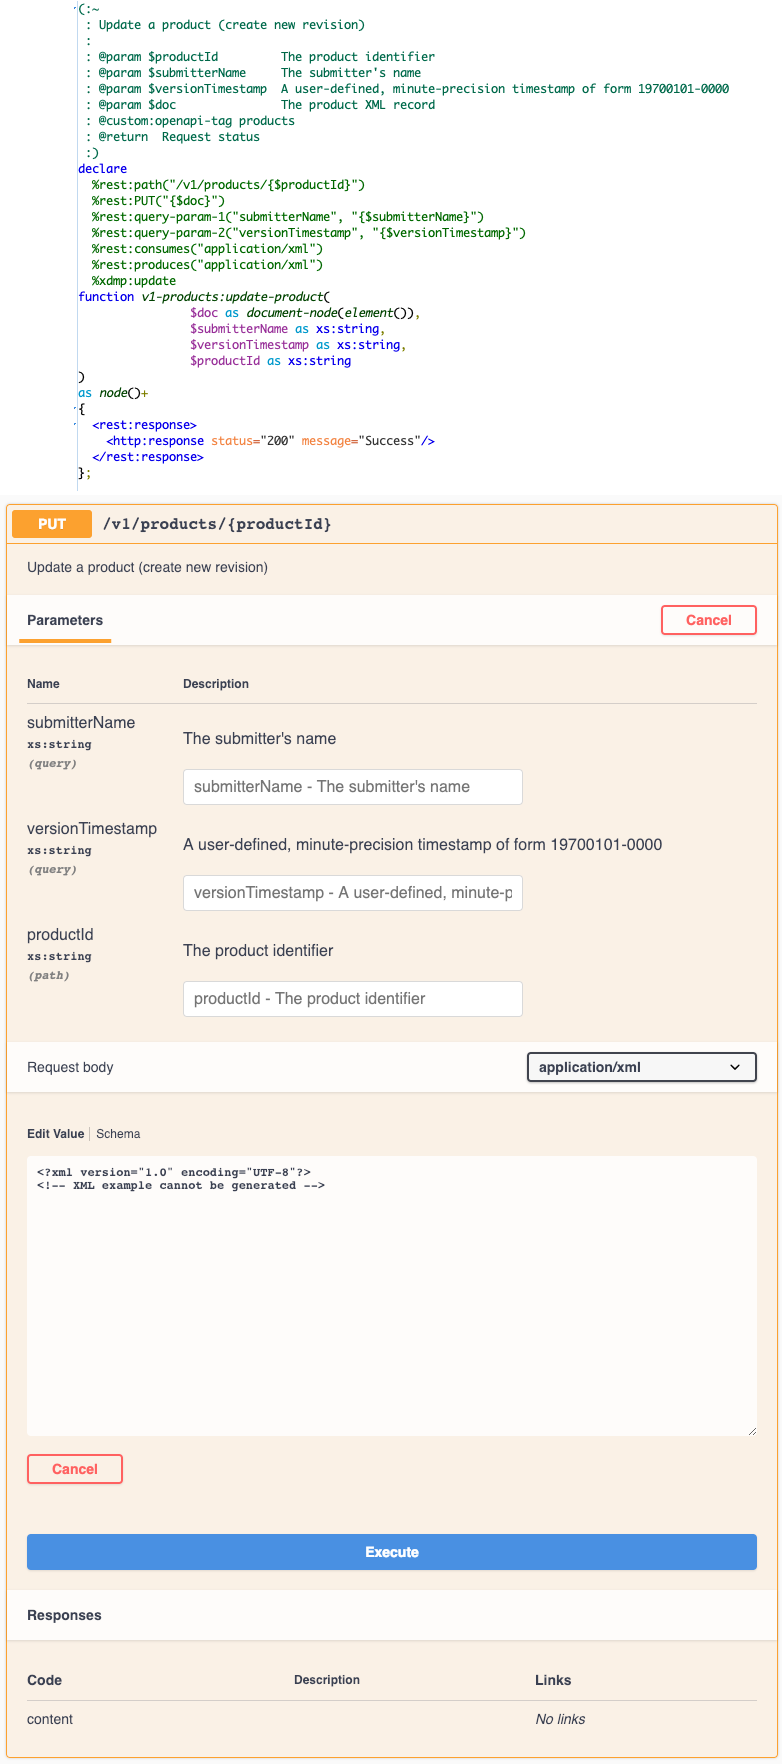 (:~
: Update a product (create new revision)
:
: @param $productId         The product identifier
: @param $submitterName     The submitter's name
: @param $versionTimestamp  A user-defined, minute-precision timestamp of form 19700101-0000
: @param $doc               The product XML record
: @custom:openapi-tag products
: @return  Request status
:)
declare
  %rest:path("/v1/products/{$productId}")
  %rest:PUT("{$doc}")
  %rest:query-param-1("submitterName", "{$submitterName}")
  %rest:query-param-2("versionTimestamp", "{$versionTimestamp}")
  %rest:consumes("application/xml")
  %rest:produces("application/xml")
  %xdmp:update
function v1-products:update-product(
                $doc as document-node(element()),
                $submitterName as xs:string,
                $versionTimestamp as xs:string,
                $productId as xs:string
)
as node()+
{
  <rest:response>
    <http:response status="200" message="Success"/>
  </rest:response>
};
PUT /v1/products/{productId}
Update a product (create new revision)
Parameters Cancel
Name Description
submitterName
xs:string
(query)
The submitter's name
submitterName - The submitter's name
versionTimestamp
xs:string
(query)
A user-defined, minute-precision timestamp of form 19700101-0000
versionTimestamp - A user-defined, minute-p
productId
xs:string
(path)
The product identifier
productId - The product identifier
Request body application/xml
Edit Value | Schema
<?xml version="1.0" encoding="UTF-8"?>
<!-- XML example cannot be generated -->
Cancel
Execute
Responses
Code Description Links
content No links